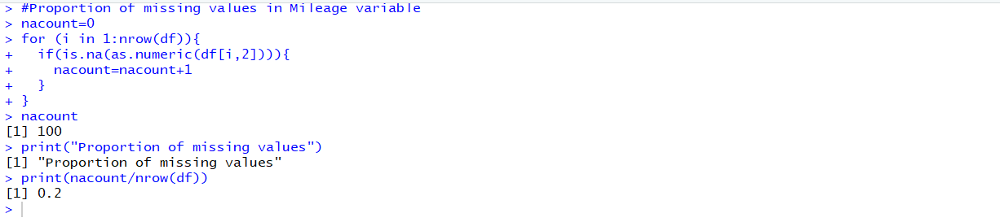 > #Proportion of missing values in Mileage variable
> nacount=0
> for (i in 1:nrow(df)){
+   if(is.na(as.numeric(df[i,2]))){
+     nacount=nacount+1
+   }
+ }
> nacount
[1] 100
> print("Proportion of missing values")
[1] "Proportion of missing values"
> print(nacount/nrow(df))
[1] 0.2
>